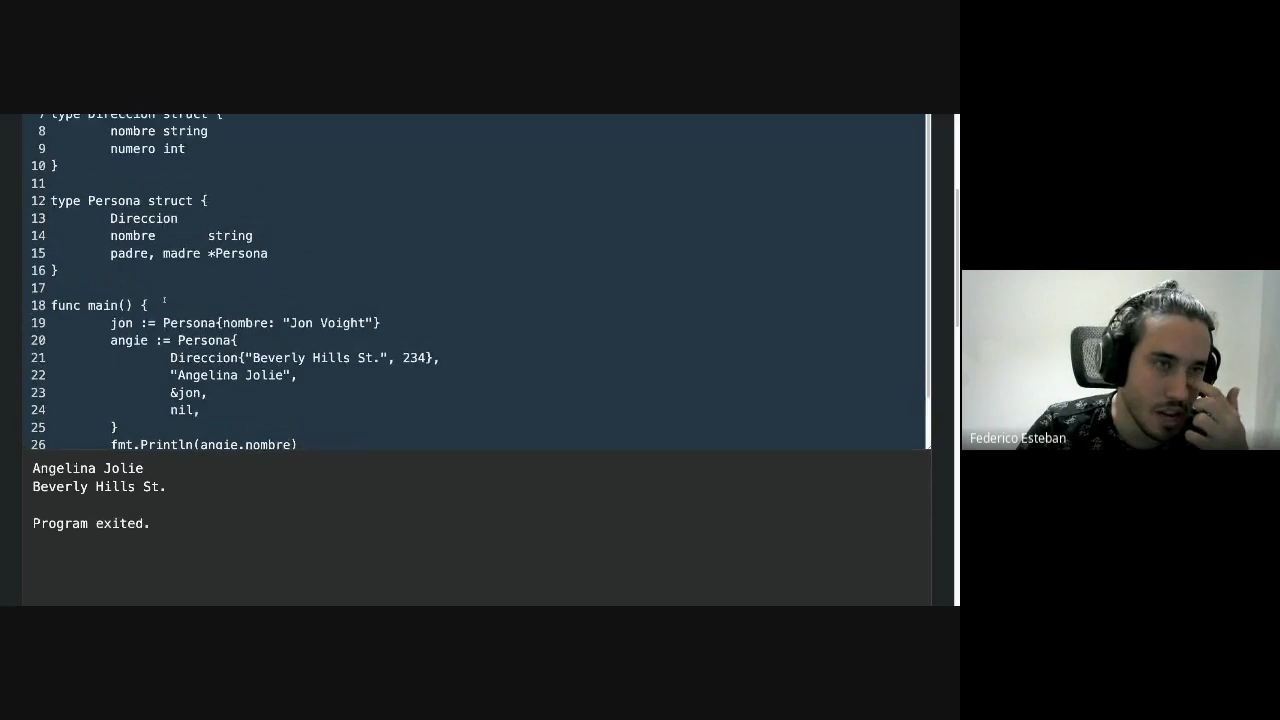 7 type Direccion struct {
8 nombre string
9 numero int
10 }
11
12 type Persona struct {
13 Direccion
14 nombre string
15 padre, madre *Persona
16 }
17
18 func main() {
19 jon := Persona{nombre: "Jon Voight"}
20 angie := Persona{
21 Direccion{"Beverly Hills St.", 234},
22 "Angelina Jolie",
23 &jon,
24 nil,
25 }
26 fmt.Println(angie.nombre)
Angelina Jolie
Beverly Hills St.
Program exited.
Federico Esteban